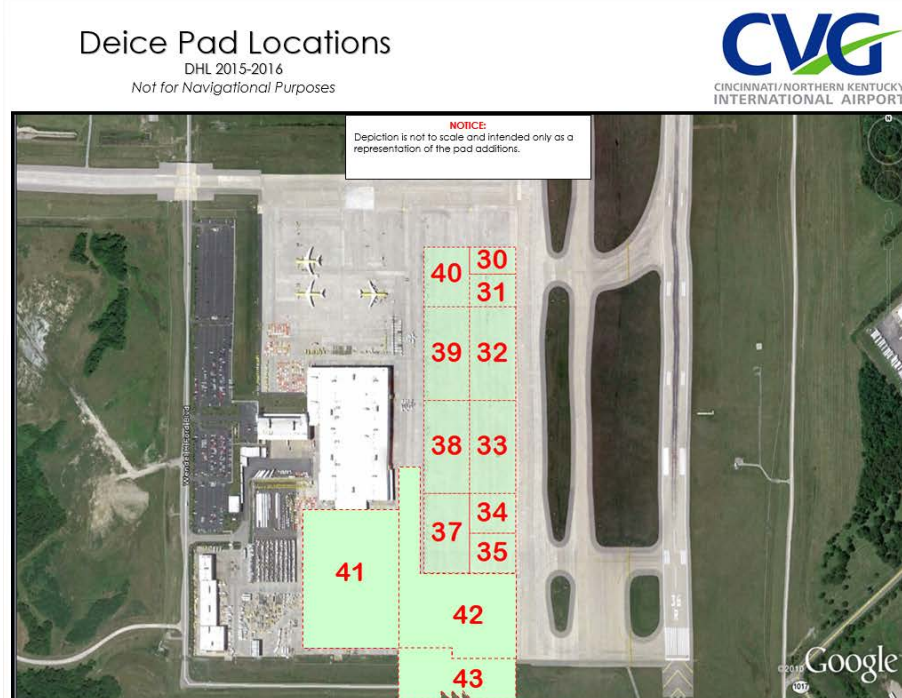 Deice Pad Locations
DHL 2015-2016
Not for Navigational Purposes
CVG
CINCINNATI/NORTHERN KENTUCKY
INTERNATIONAL AIRPORT
NOTICE:
Depiction is not to scale and intended only as a
representation of the pad additions.
40
30
31
39
32
38
33
37
34
35
41
42
43
©2010 Google
1017